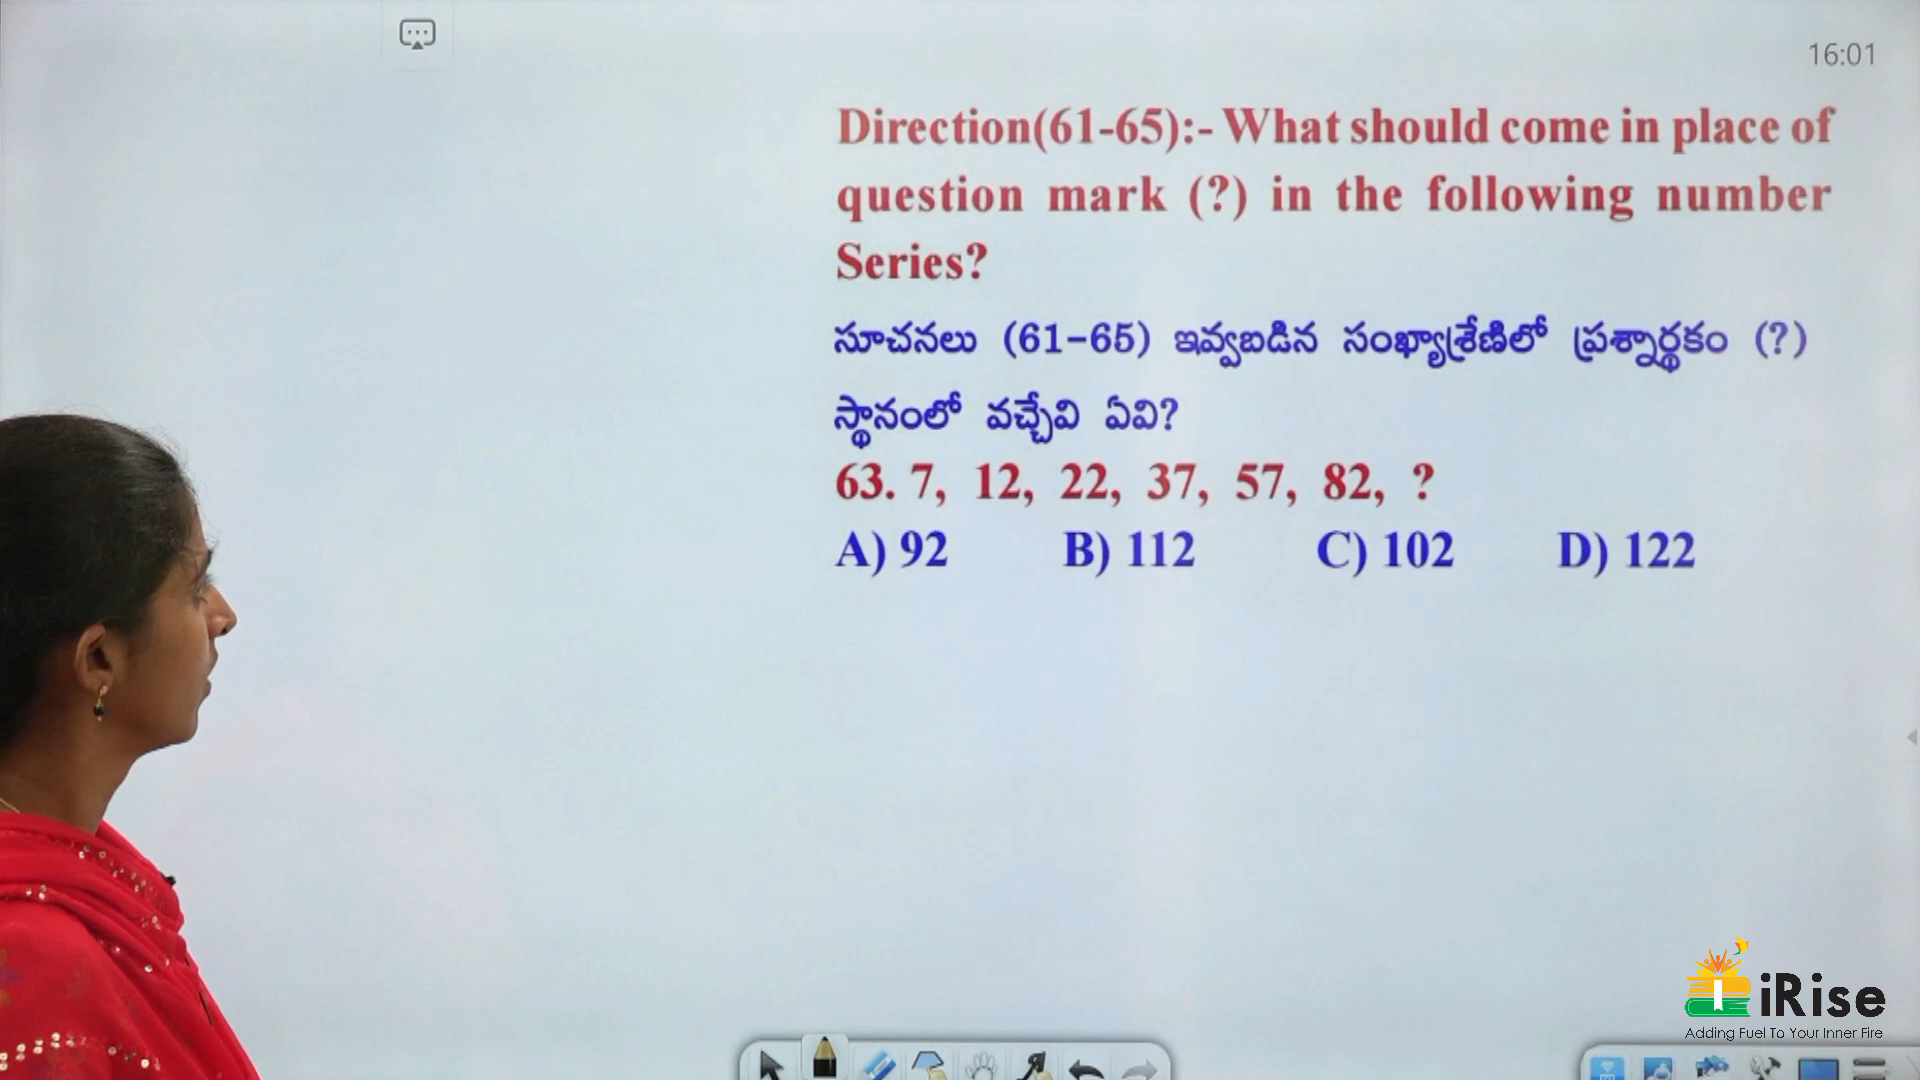 16:01
Direction(61-65):- What should come in place of
question mark (?) in the following number
Series?
సూచనలు (61-65) ఇవ్వబడిన సంఖ్యాశ్రేణిలో ప్రశ్నార్థకం (?)
స్థానంలో వచ్చేవి ఏవి?
63. 7, 12, 22, 37, 57, 82, ?
A) 92 B) 112 C) 102 D) 122
iRise
Adding Fuel To Your Inner Fire